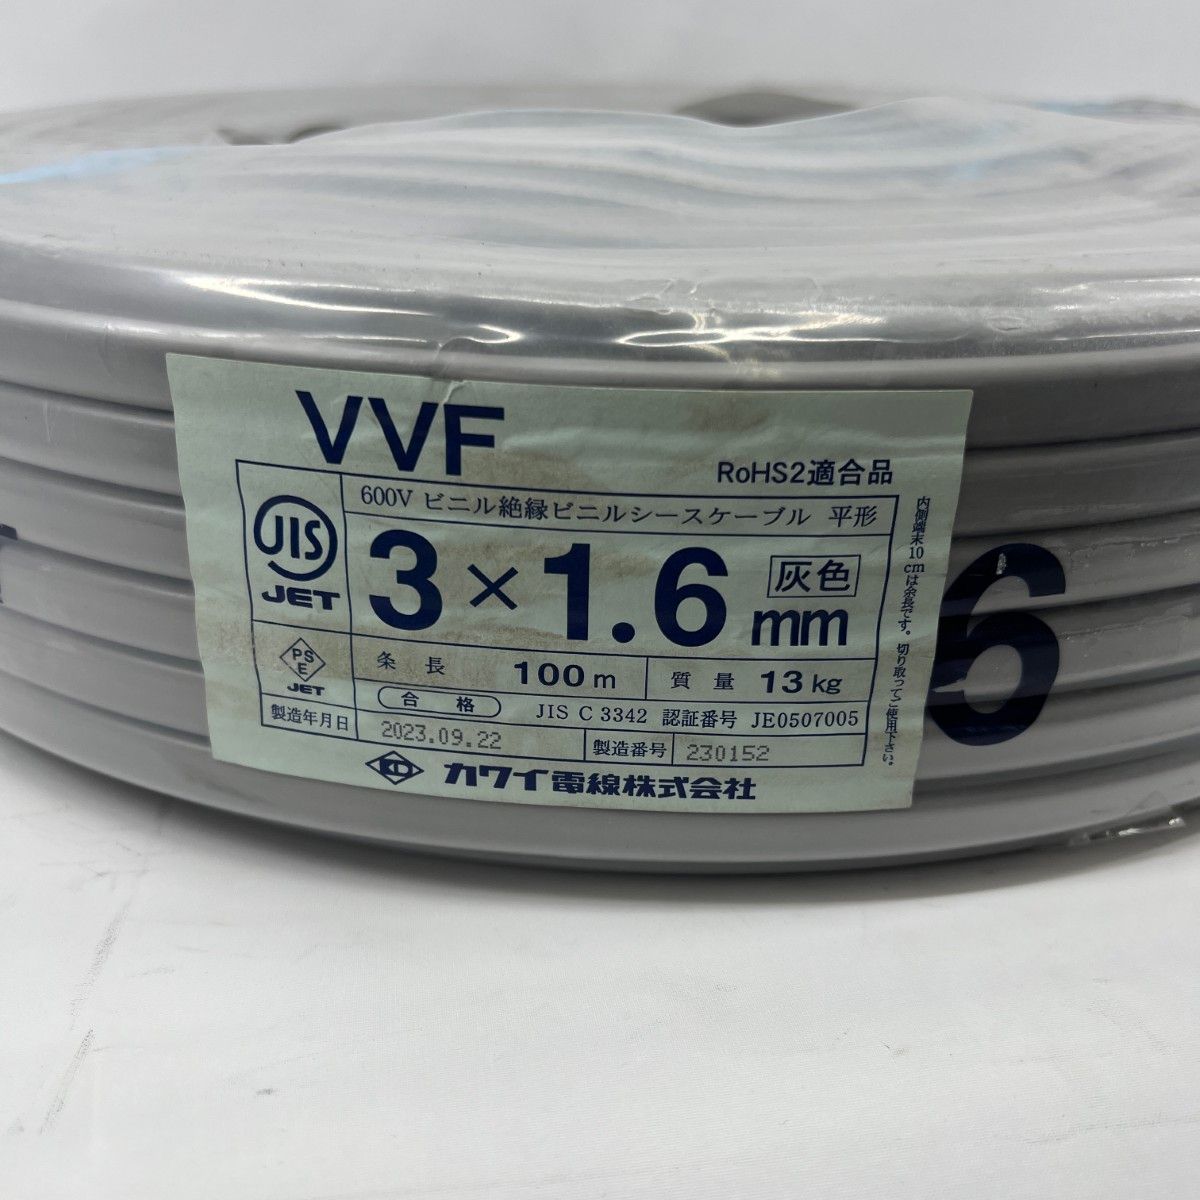 VVF
RoHS2適合品
600V ビニル絶縁ビニルシースケーブル 平形
JIS
JET
3×1.6mm
灰色
PS
E
JET
条長 100m
質量 13kg
合格
JIS C 3342 認証番号 JE0507005
製造年月日 2023.09.22
製造番号 230152
KD カワイ電線株式会社
内側端末10cmは余長です。切り取ってご使用下さい。
6